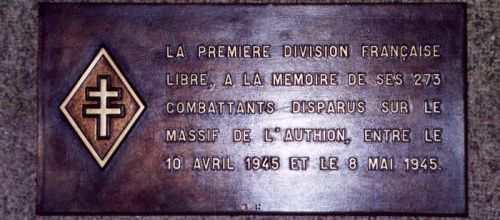 LA PREMIERE DIVISION FRANÇAISE
LIBRE, A LA MEMOIRE DE SES 273
COMBATTANTS DISPARUS SUR LE
MASSIF DE L'AUTHION, ENTRE LE
10 AVRIL 1945 ET LE 8 MAI 1945.